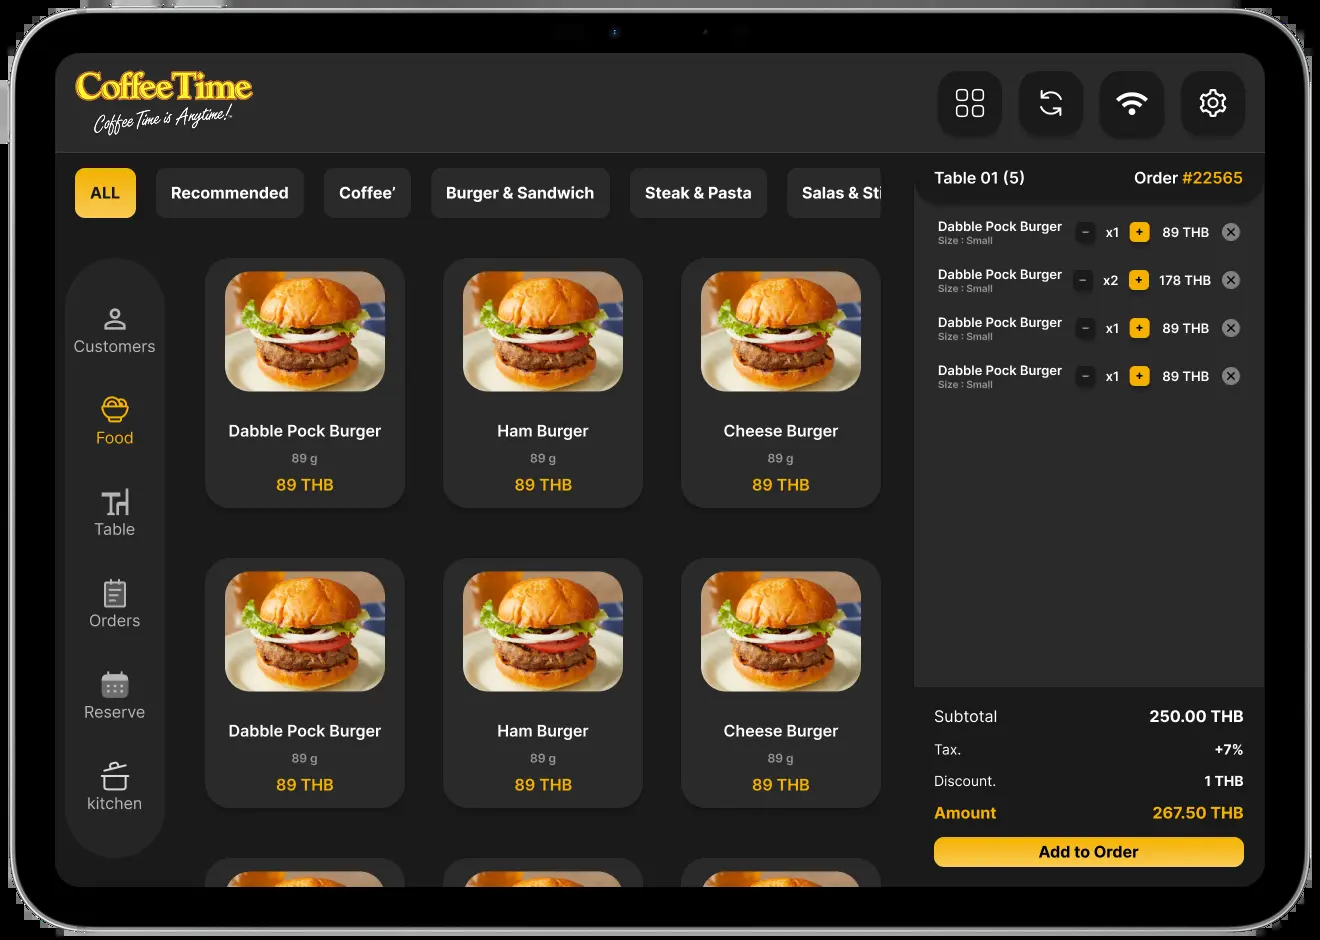 CoffeeTime
Coffee Time is Anytime!
ALL
Recommended
Coffee’
Burger & Sandwich
Steak & Pasta
Salas & Sti
Customers
Food
Table
Orders
Reserve
kitchen
Dabble Pock Burger
89 g
89 THB
Ham Burger
89 g
89 THB
Cheese Burger
89 g
89 THB
Dabble Pock Burger
89 g
89 THB
Ham Burger
89 g
89 THB
Cheese Burger
89 g
89 THB
Table 01 (5) Order #22565
Dabble Pock Burger − x1 + 89 THB
Size : Small
Dabble Pock Burger − x2 + 178 THB
Size : Small
Dabble Pock Burger − x1 + 89 THB
Size : Small
Dabble Pock Burger − x1 + 89 THB
Size : Small
Subtotal 250.00 THB
Tax. +7%
Discount. 1 THB
Amount 267.50 THB
Add to Order